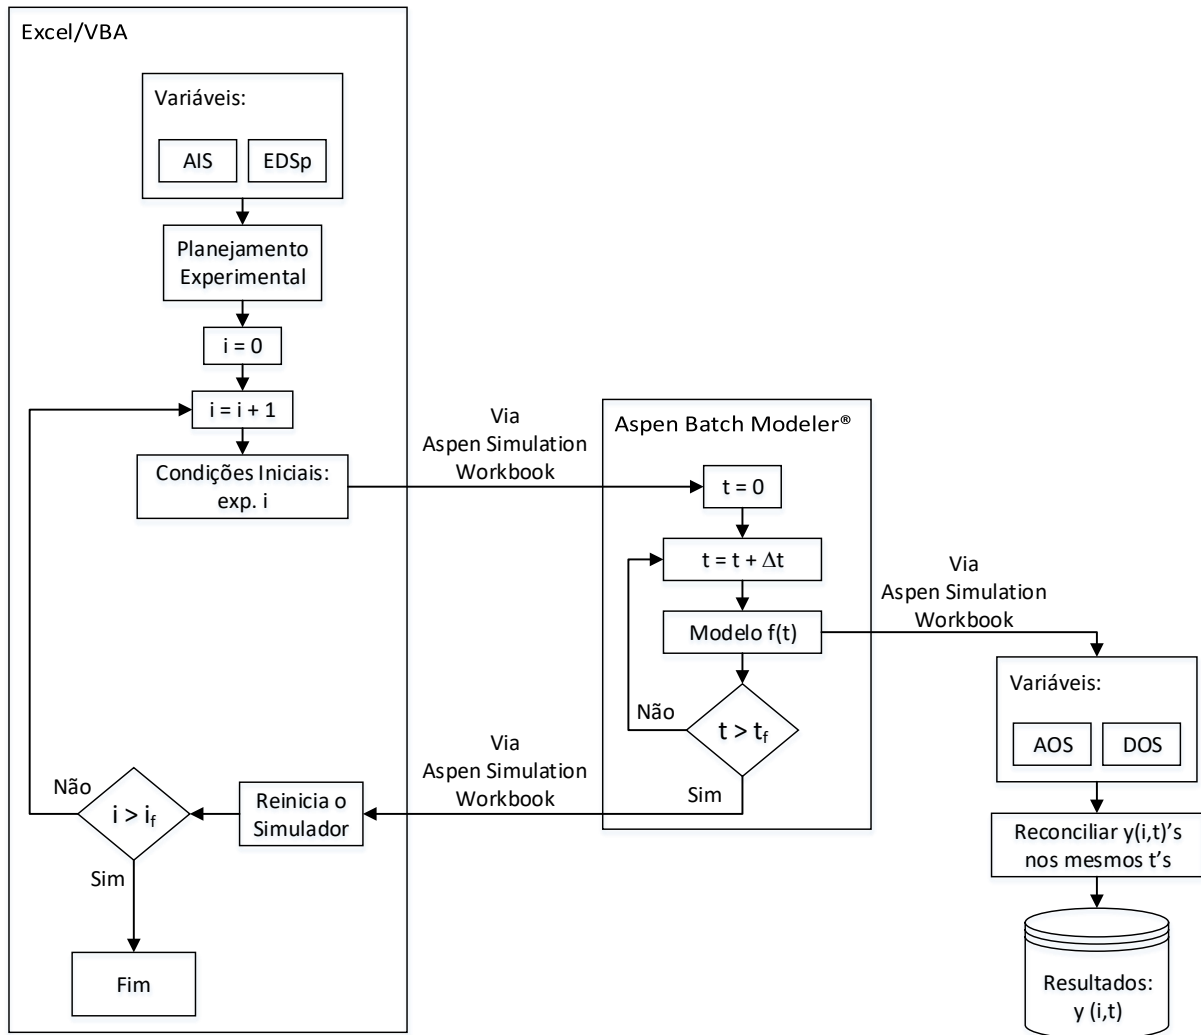 Excel/VBA
Variáveis:
AIS
EDSp
Planejamento
Experimental
i = 0
i = i + 1
Condições Iniciais:
exp. i
Via
Aspen Simulation
Workbook
Aspen Batch Modeler®
t = 0
t = t + Δt
Modelo f(t)
Não
t > tf
Sim
Via
Aspen Simulation
Workbook
Variáveis:
AOS
DOS
Reconciliar y(i,t)’s
nos mesmos t’s
Resultados:
y (i,t)
Via
Aspen Simulation
Workbook
Reinicia o
Simulador
Não
i > if
Sim
Fim